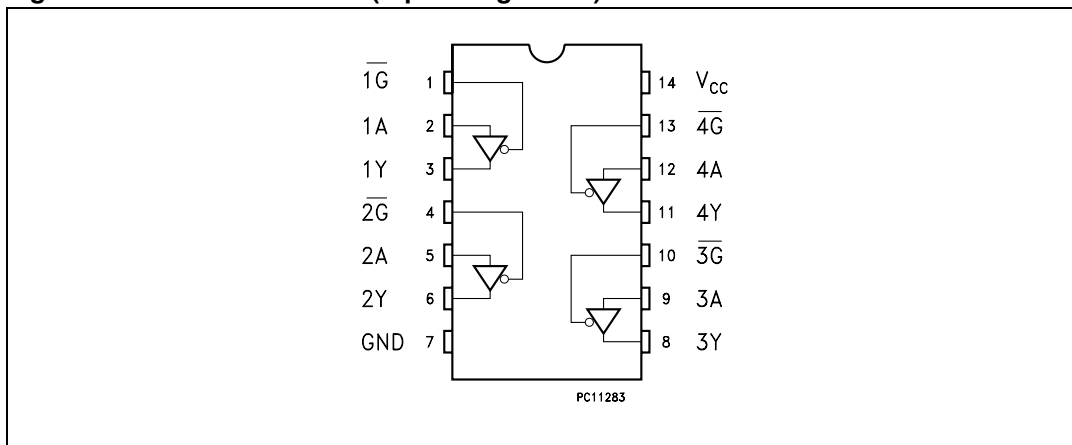 1G̅ 1
1A 2
1Y 3
2G̅ 4
2A 5
2Y 6
GND 7
14 VCC
13 4G̅
12 4A
11 4Y
10 3G̅
9 3A
8 3Y
PC11283